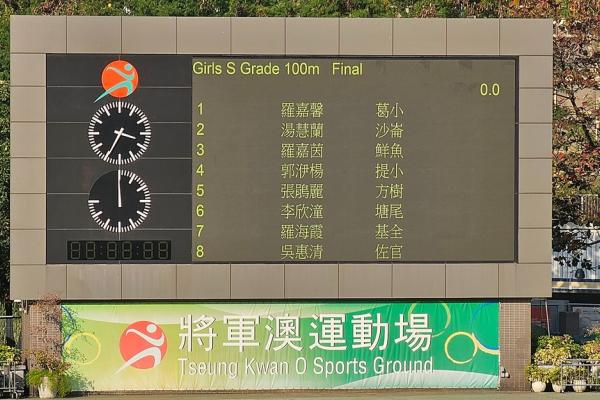 Girls S Grade 100m Final
0.0
1 羅嘉馨 葛小
2 湯慧蘭 沙崙
3 羅嘉茵 鮮魚
4 郭洢楊 提小
5 張鵑麗 方樹
6 李欣潼 塘尾
7 羅海霞 基全
8 吳惠清 佐官
將軍澳運動場
Tseung Kwan O Sports Ground